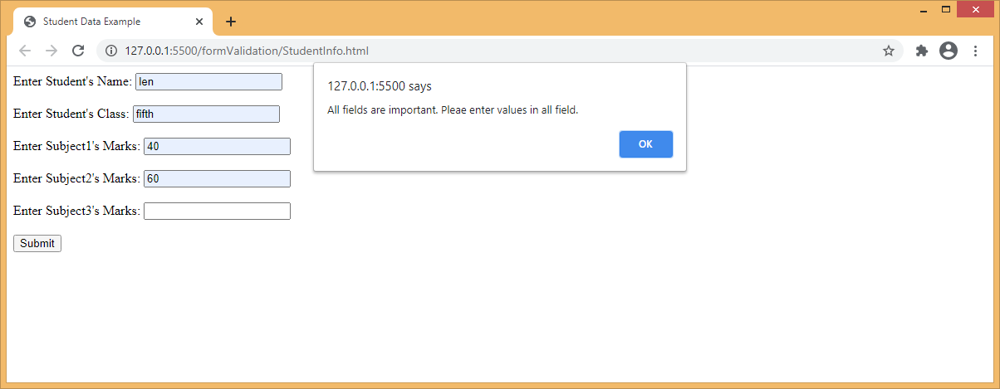 Student Data Example
127.0.0.1:5500/formValidation/StudentInfo.html
127.0.0.1:5500 says
All fields are important. Pleae enter values in all field.
OK
Enter Student's Name: len
Enter Student's Class: fifth
Enter Subject1's Marks: 40
Enter Subject2's Marks: 60
Enter Subject3's Marks:
Submit